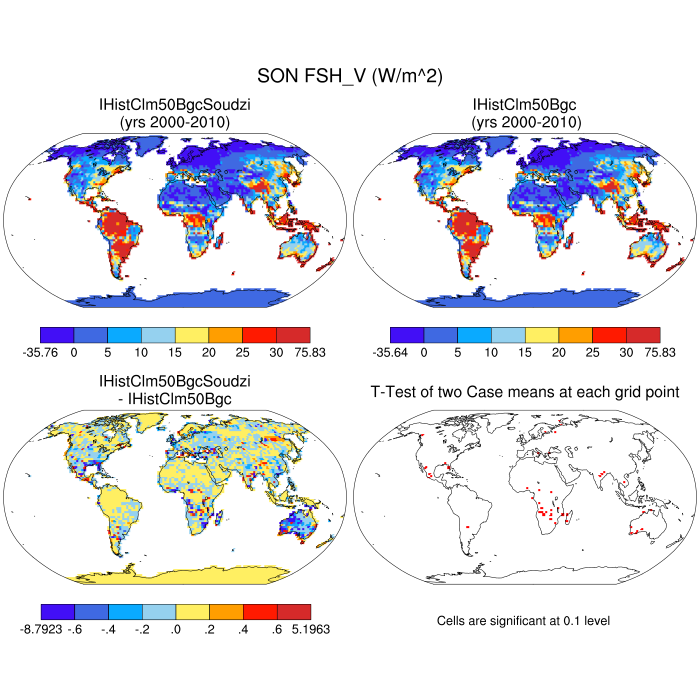 SON FSH_V (W/m^2)
IHistClm50BgcSoudzi
(yrs 2000-2010)
IHistClm50Bgc
(yrs 2000-2010)
-35.76 0 5 10 15 20 25 30 75.83
-35.64 0 5 10 15 20 25 30 75.83
IHistClm50BgcSoudzi
- IHistClm50Bgc
T-Test of two Case means at each grid point
-8.7923 -.6 -.4 -.2 .0 .2 .4 .6 5.1963
Cells are significant at 0.1 level